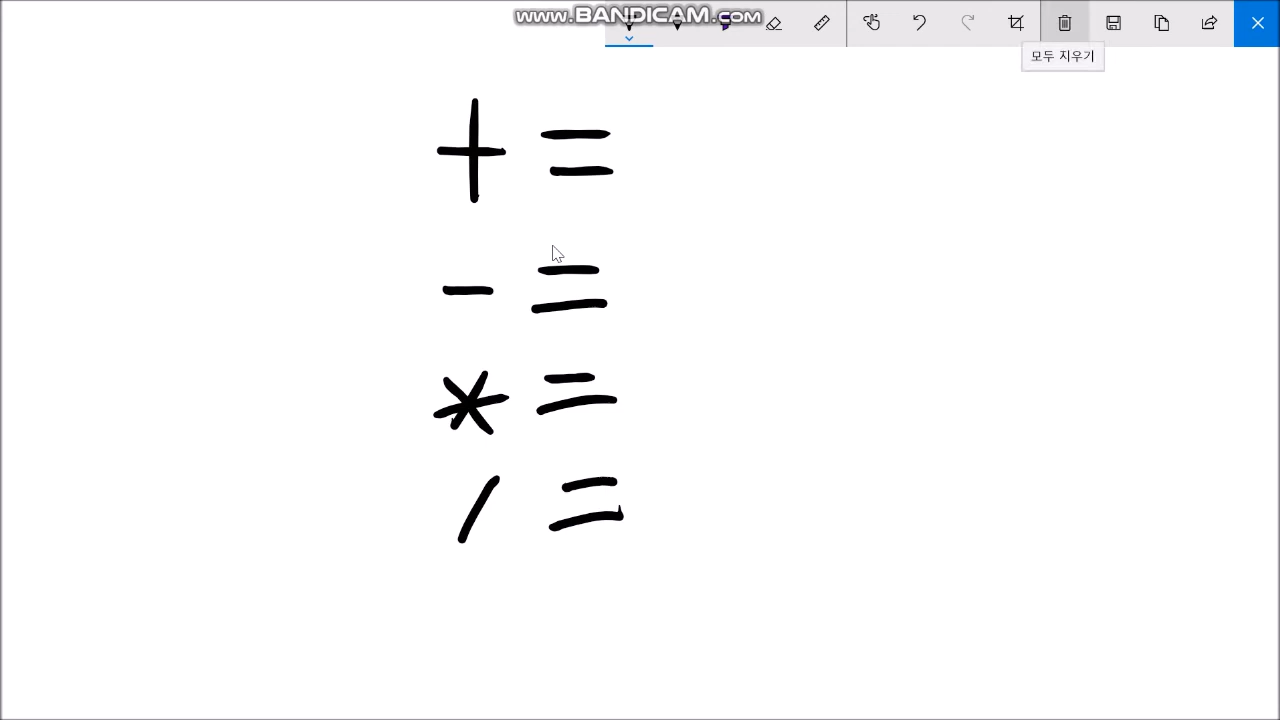 www.BANDICAM.com
모두 지우기
+ =
- =
* =
/ =